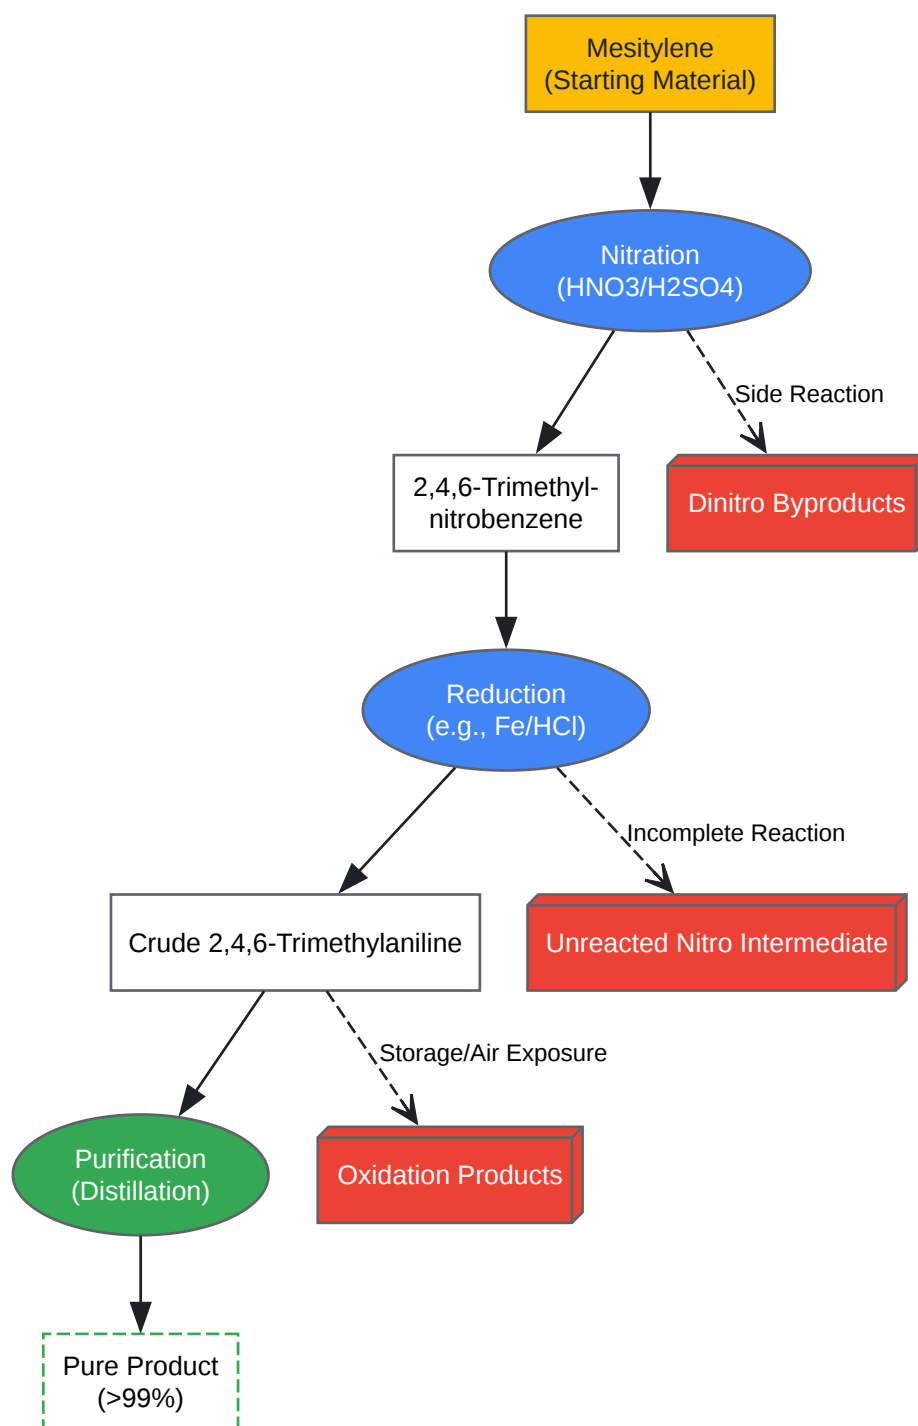 Mesitylene
(Starting Material)
Nitration
(HNO3/H2SO4)
Side Reaction
2,4,6-Trimethyl-
nitrobenzene
Dinitro Byproducts
Reduction
(e.g., Fe/HCl)
Incomplete Reaction
Crude 2,4,6-Trimethylaniline
Unreacted Nitro Intermediate
Storage/Air Exposure
Purification
(Distillation)
Oxidation Products
Pure Product
(>99%)